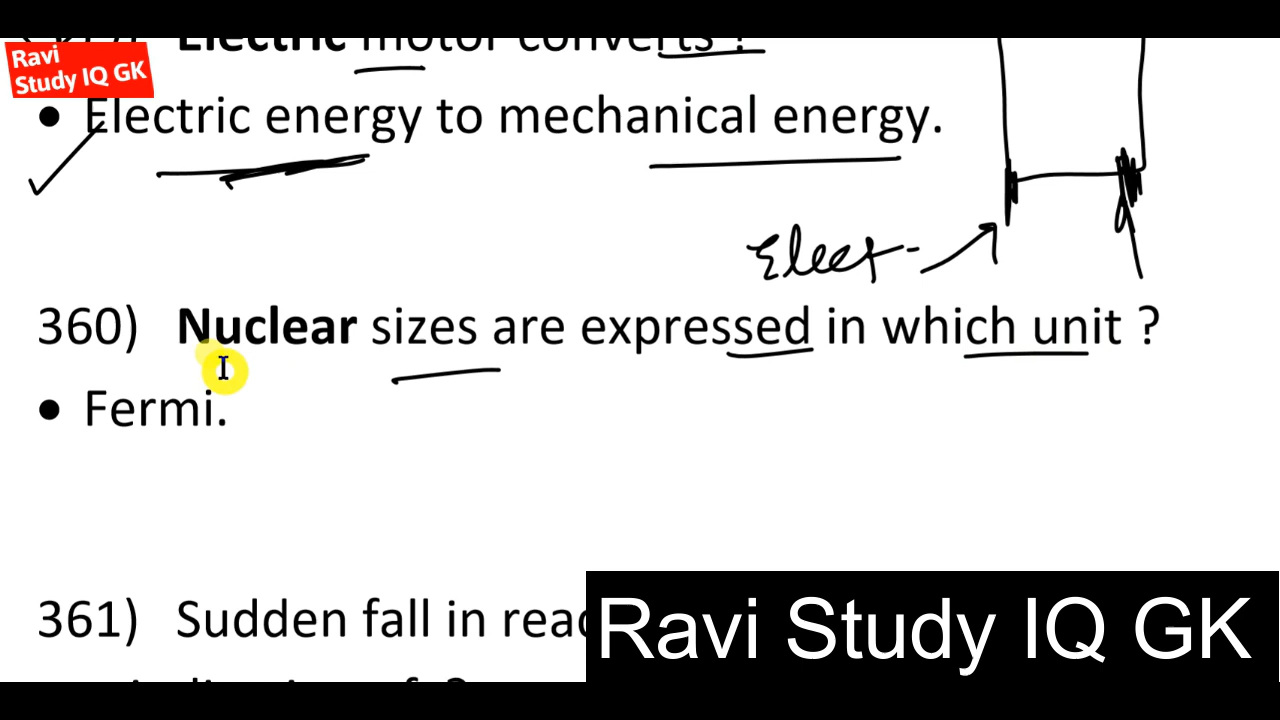 Ravi
Study IQ GK
Electric motor converts ?
• Electric energy to mechanical energy.
Elect
360) Nuclear sizes are expressed in which unit ?
• Fermi.
361) Sudden fall in
Ravi Study IQ GK